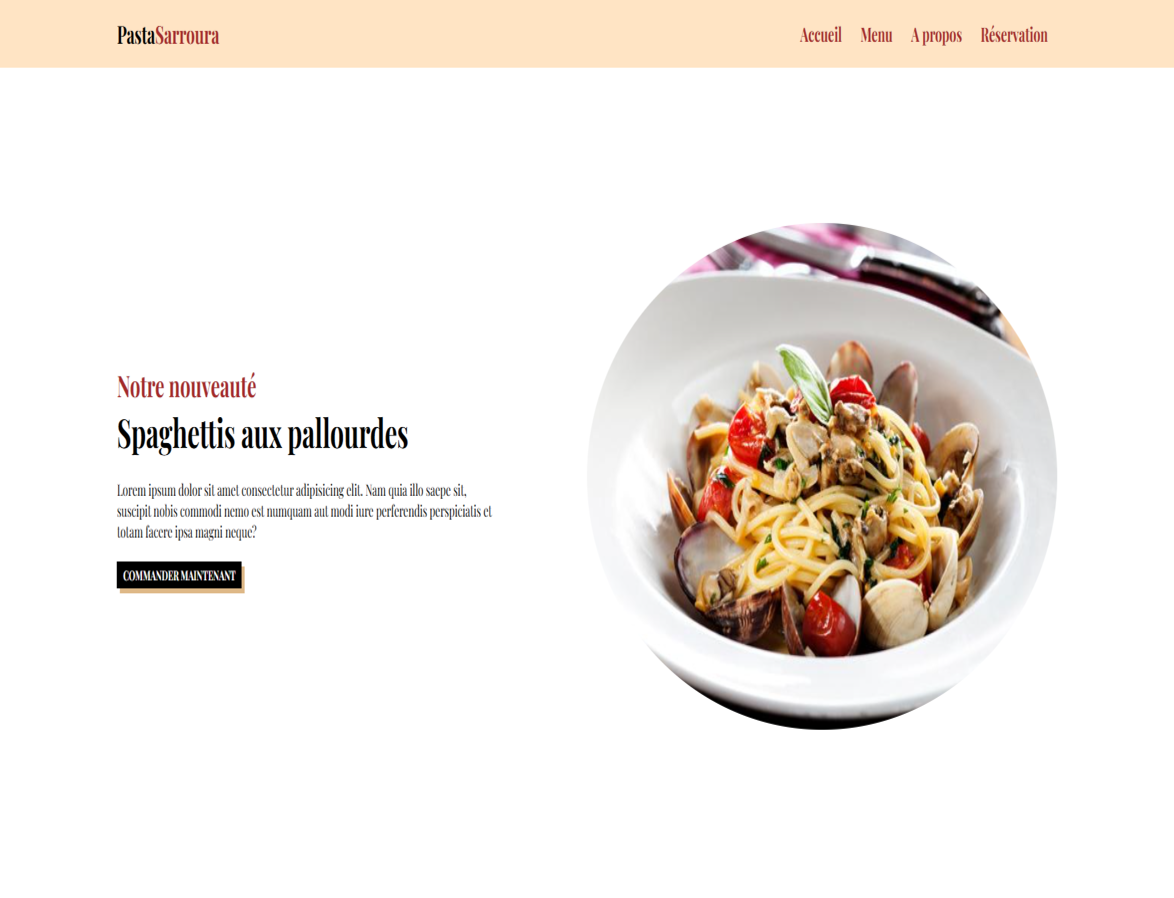 PastaSarroura
Accueil Menu A propos Réservation
Notre nouveauté
Spaghettis aux pallourdes
Lorem ipsum dolor sit amet consectetur adipisicing elit. Nam quia illo saepe sit,
suscipit nobis commodi nemo est numquam aut modi iure perferendis perspiciatis et
totam facere ipsa magni neque?
COMMANDER MAINTENANT